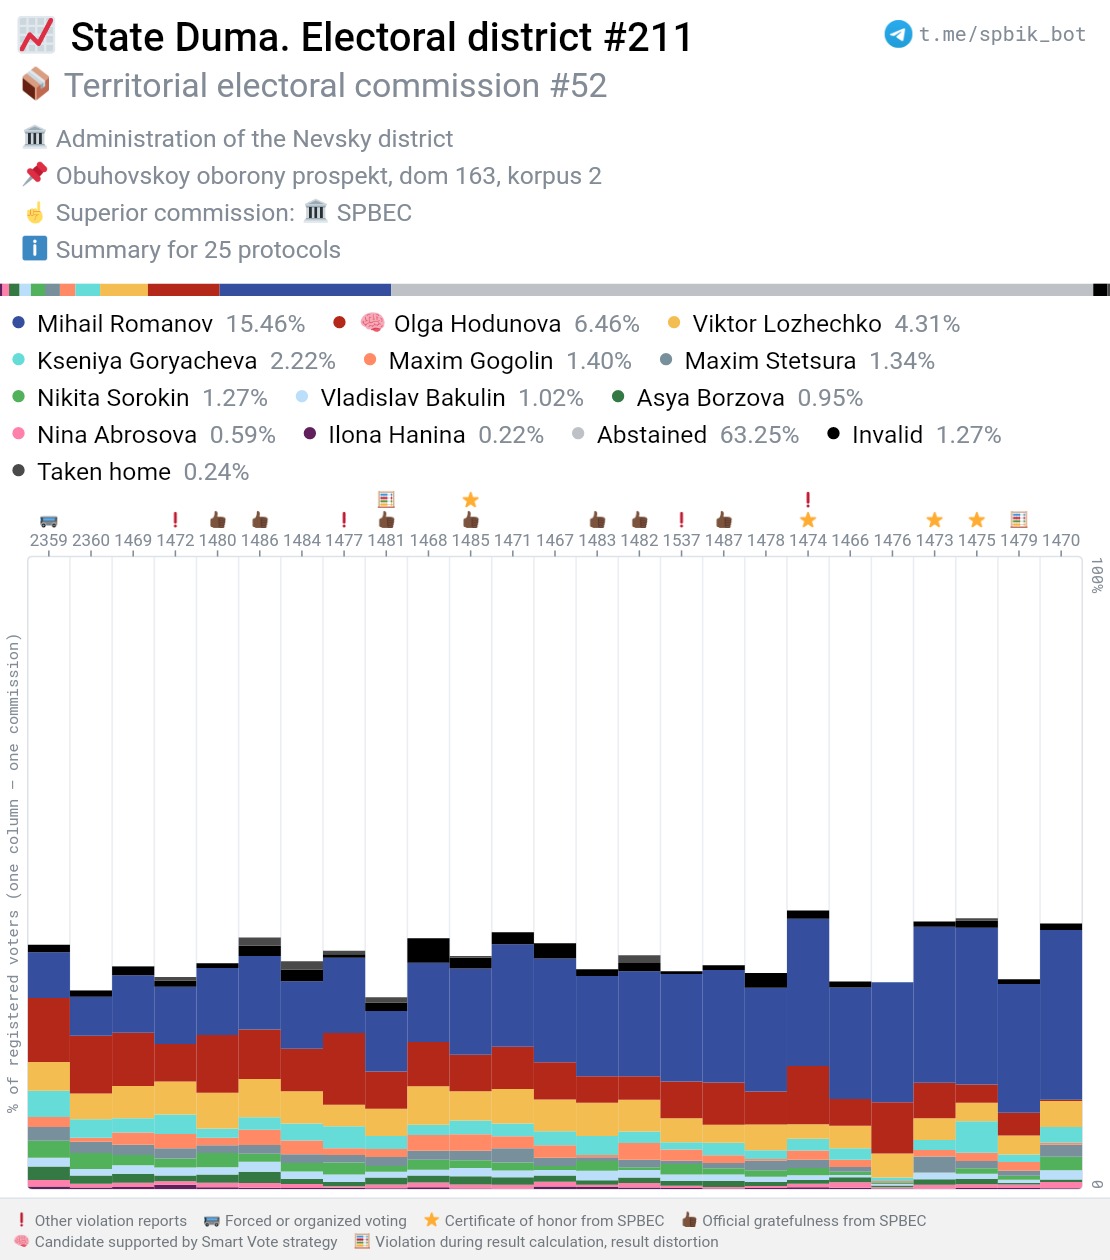 State Duma. Electoral district #211
t.me/spbik_bot
Territorial electoral commission #52
Administration of the Nevsky district
Obuhovskoy oborony prospekt, dom 163, korpus 2
Superior commission: SPBEC
Summary for 25 protocols
Mihail Romanov 15.46% Olga Hodunova 6.46% Viktor Lozhechko 4.31%
Kseniya Goryacheva 2.22% Maxim Gogolin 1.40% Maxim Stetsura 1.34%
Nikita Sorokin 1.27% Vladislav Bakulin 1.02% Asya Borzova 0.95%
Nina Abrosova 0.59% Ilona Hanina 0.22% Abstained 63.25% Invalid 1.27%
Taken home 0.24%
2359 2360 1469 1472 1480 1486 1484 1477 1481 1468 1485 1471 1467 1483 1482 1537 1487 1478 1474 1466 1476 1473 1475 1479 1470
100%
% of registered voters (one column – one commission)
0
Other violation reports Forced or organized voting Certificate of honor from SPBEC Official gratefulness from SPBEC
Candidate supported by Smart Vote strategy Violation during result calculation, result distortion